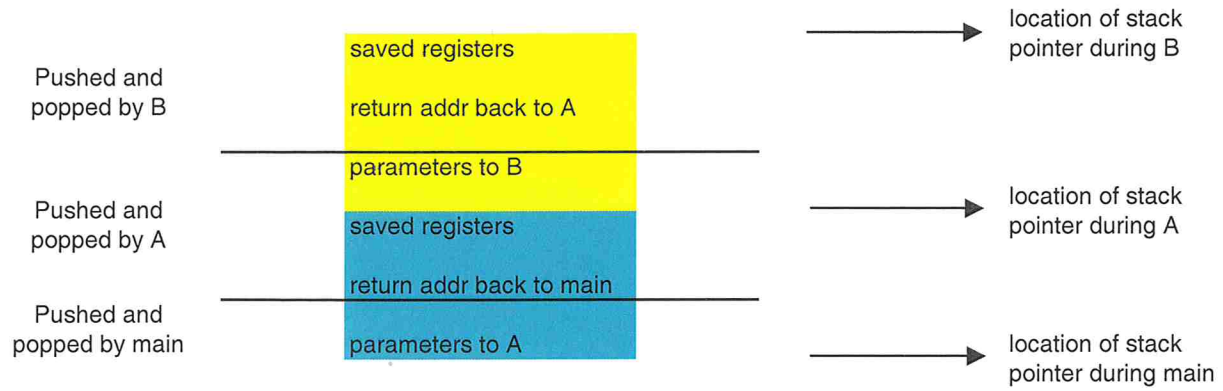 Pushed and
popped by B
Pushed and
popped by A
Pushed and
popped by main
saved registers
return addr back to A
parameters to B
saved registers
return addr back to main
parameters to A
location of stack
pointer during B
location of stack
pointer during A
location of stack
pointer during main